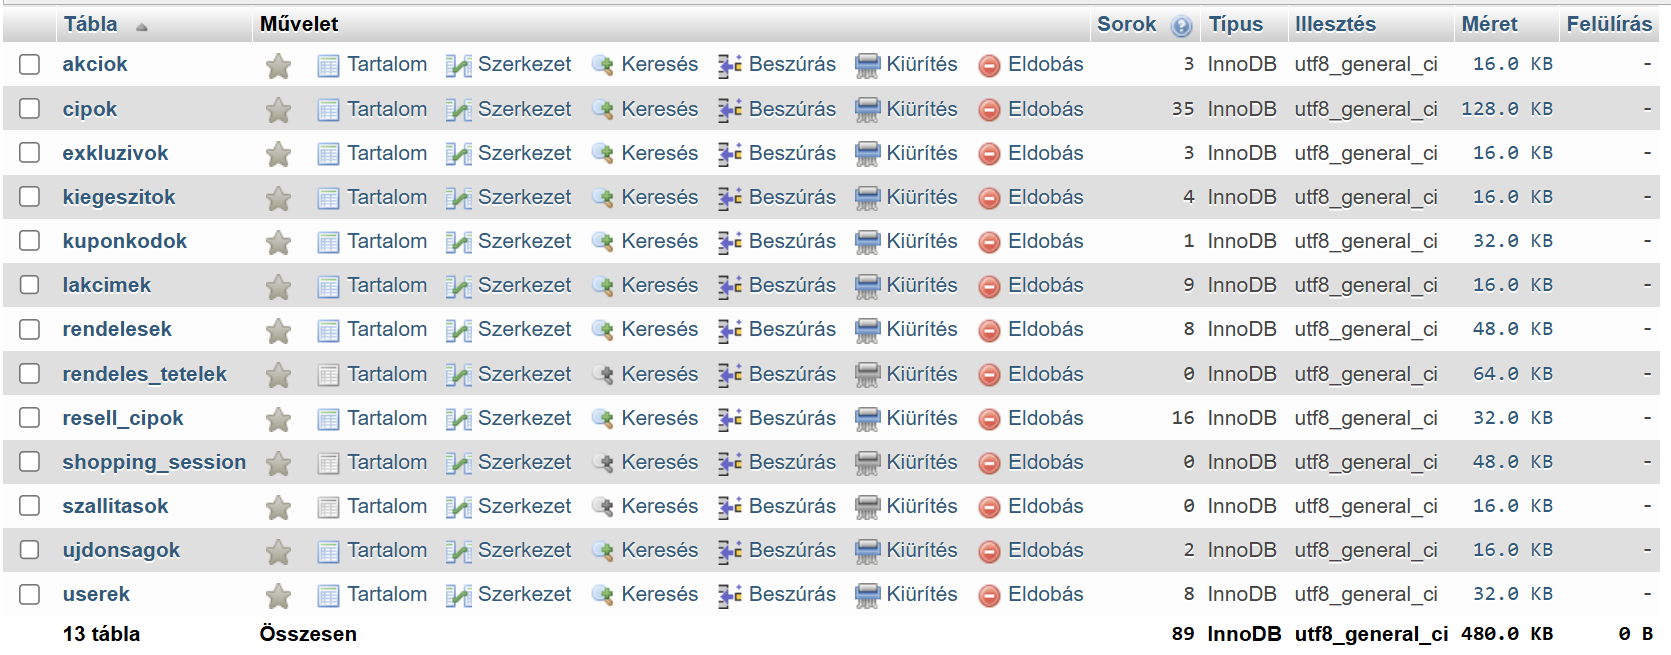 Tábla Művelet Sorok Típus Illesztés Méret Felülírás
akciok Tartalom Szerkezet Keresés Beszúrás Kiürítés Eldobás 3 InnoDB utf8_general_ci 16.0 KB -
cipok Tartalom Szerkezet Keresés Beszúrás Kiürítés Eldobás 35 InnoDB utf8_general_ci 128.0 KB -
exkluzivok Tartalom Szerkezet Keresés Beszúrás Kiürítés Eldobás 3 InnoDB utf8_general_ci 16.0 KB -
kiegeszitok Tartalom Szerkezet Keresés Beszúrás Kiürítés Eldobás 4 InnoDB utf8_general_ci 16.0 KB -
kuponkodok Tartalom Szerkezet Keresés Beszúrás Kiürítés Eldobás 1 InnoDB utf8_general_ci 32.0 KB -
lakcimek Tartalom Szerkezet Keresés Beszúrás Kiürítés Eldobás 9 InnoDB utf8_general_ci 16.0 KB -
rendelesek Tartalom Szerkezet Keresés Beszúrás Kiürítés Eldobás 8 InnoDB utf8_general_ci 48.0 KB -
rendeles_tetelek Tartalom Szerkezet Keresés Beszúrás Kiürítés Eldobás 0 InnoDB utf8_general_ci 64.0 KB -
resell_cipok Tartalom Szerkezet Keresés Beszúrás Kiürítés Eldobás 16 InnoDB utf8_general_ci 32.0 KB -
shopping_session Tartalom Szerkezet Keresés Beszúrás Kiürítés Eldobás 0 InnoDB utf8_general_ci 48.0 KB -
szallitasok Tartalom Szerkezet Keresés Beszúrás Kiürítés Eldobás 0 InnoDB utf8_general_ci 16.0 KB -
ujdonsagok Tartalom Szerkezet Keresés Beszúrás Kiürítés Eldobás 2 InnoDB utf8_general_ci 16.0 KB -
userek Tartalom Szerkezet Keresés Beszúrás Kiürítés Eldobás 8 InnoDB utf8_general_ci 32.0 KB -
13 tábla Összesen 89 InnoDB utf8_general_ci 480.0 KB 0 B